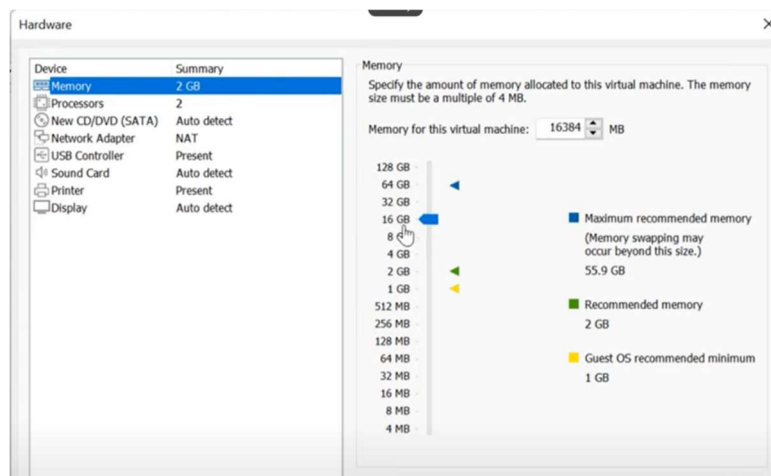 Hardware
Device Summary
Memory 2 GB
Processors 2
New CD/DVD (SATA) Auto detect
Network Adapter NAT
USB Controller Present
Sound Card Auto detect
Printer Present
Display Auto detect
Memory
Specify the amount of memory allocated to this virtual machine. The memory
size must be a multiple of 4 MB.
Memory for this virtual machine: 16384 MB
128 GB
64 GB
32 GB
16 GB
8
4 GB
2 GB
1 GB
512 MB
256 MB
128 MB
64 MB
32 MB
16 MB
8 MB
4 MB
Maximum recommended memory
(Memory swapping may
occur beyond this size.)
55.9 GB
Recommended memory
2 GB
Guest OS recommended minimum
1 GB